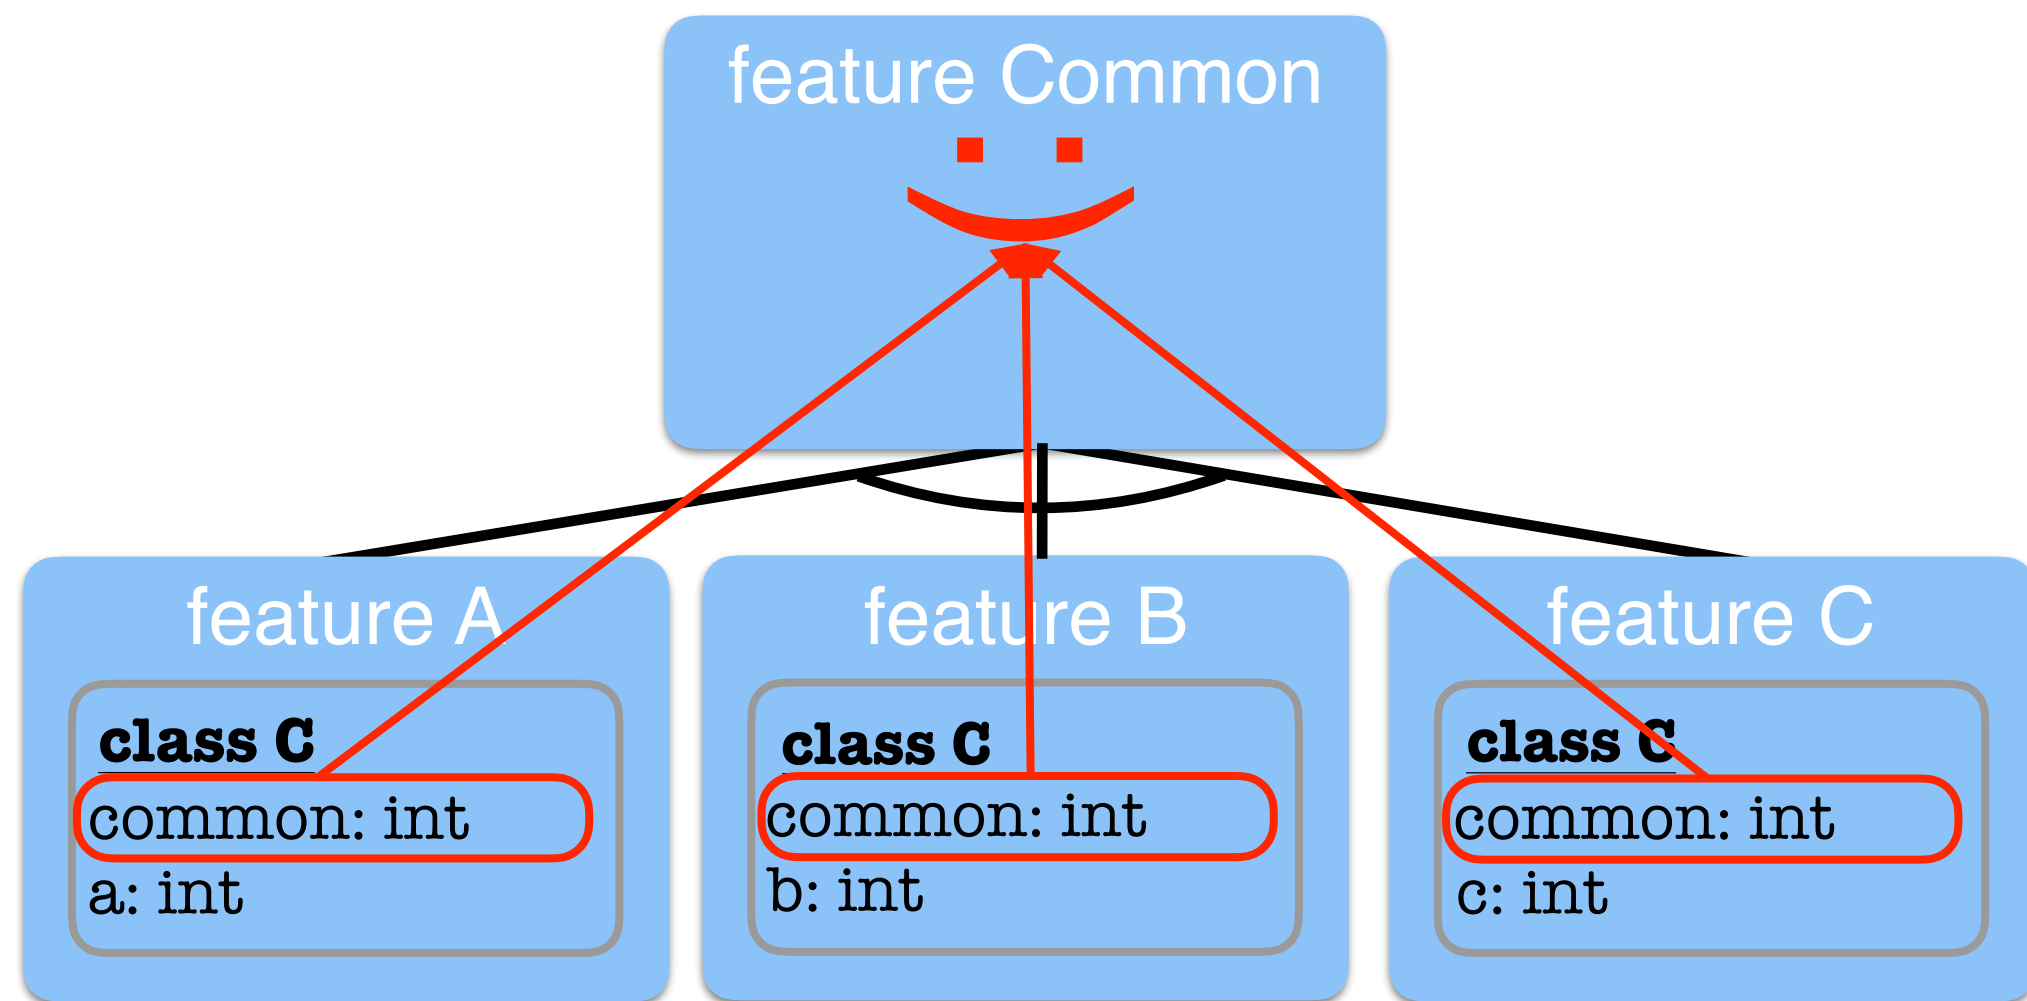 feature Common
feature A
class C
common: int
a: int
feature B
class C
common: int
b: int
feature C
class C
common: int
c: int